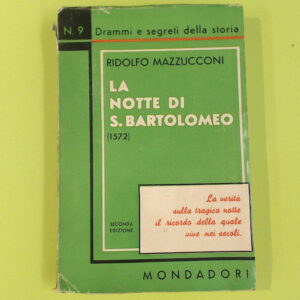 N. 9 Drammi e segreti della storia
RIDOLFO MAZZUCCONI
LA
NOTTE DI
S. BARTOLOMEO
(1572)
La verità
sulla tragica notte
il ricordo della quale
vive nei secoli.
SECONDA
EDIZIONE
MONDADORI